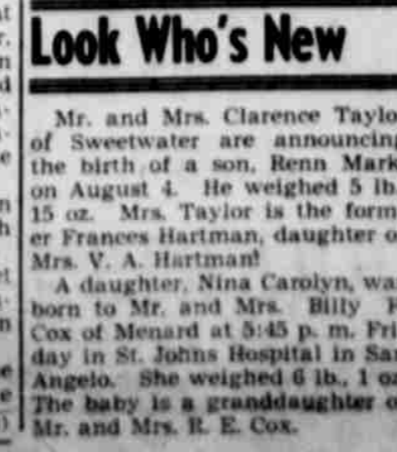 Look Who's New
Mr. and Mrs. Clarence Taylo
of Sweetwater are announcing
the birth of a son, Renn Mark
on August 4. He weighed 5 lb.
15 oz. Mrs. Taylor is the form-
er Frances Hartman, daughter o
Mrs. V. A. Hartman!
A daughter, Nina Carolyn, wa
born to Mr. and Mrs. Billy
Cox of Menard at 5:45 p. m. Fri
day in St. Johns Hospital in San
Angelo. She weighed 6 lb., 1 oz
The baby is a granddaughter o
Mr. and Mrs. R. E. Cox.